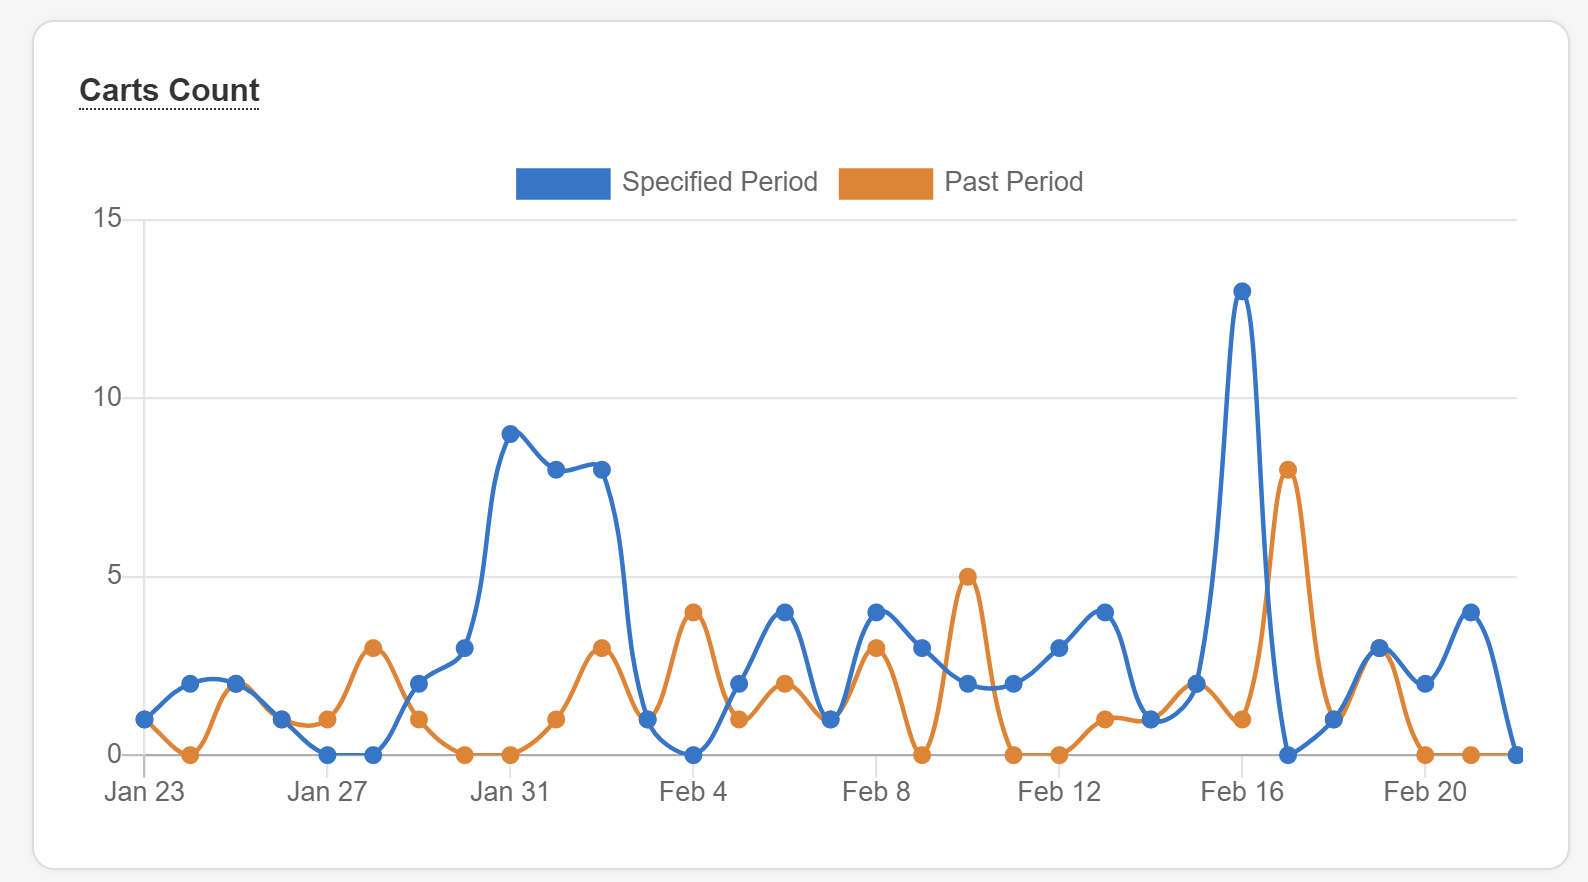 Carts Count
Specified Period Past Period
15
10
5
0
Jan 23 Jan 27 Jan 31 Feb 4 Feb 8 Feb 12 Feb 16 Feb 20